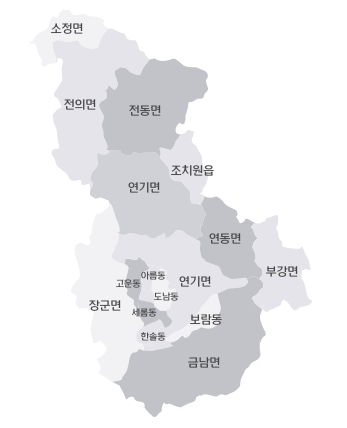 소정면
전의면
전동면
조치원읍
연기면
연동면
부강면
아름동
고운동
연기면
도남동
장군면
세롬동
보람동
한솔동
금남면